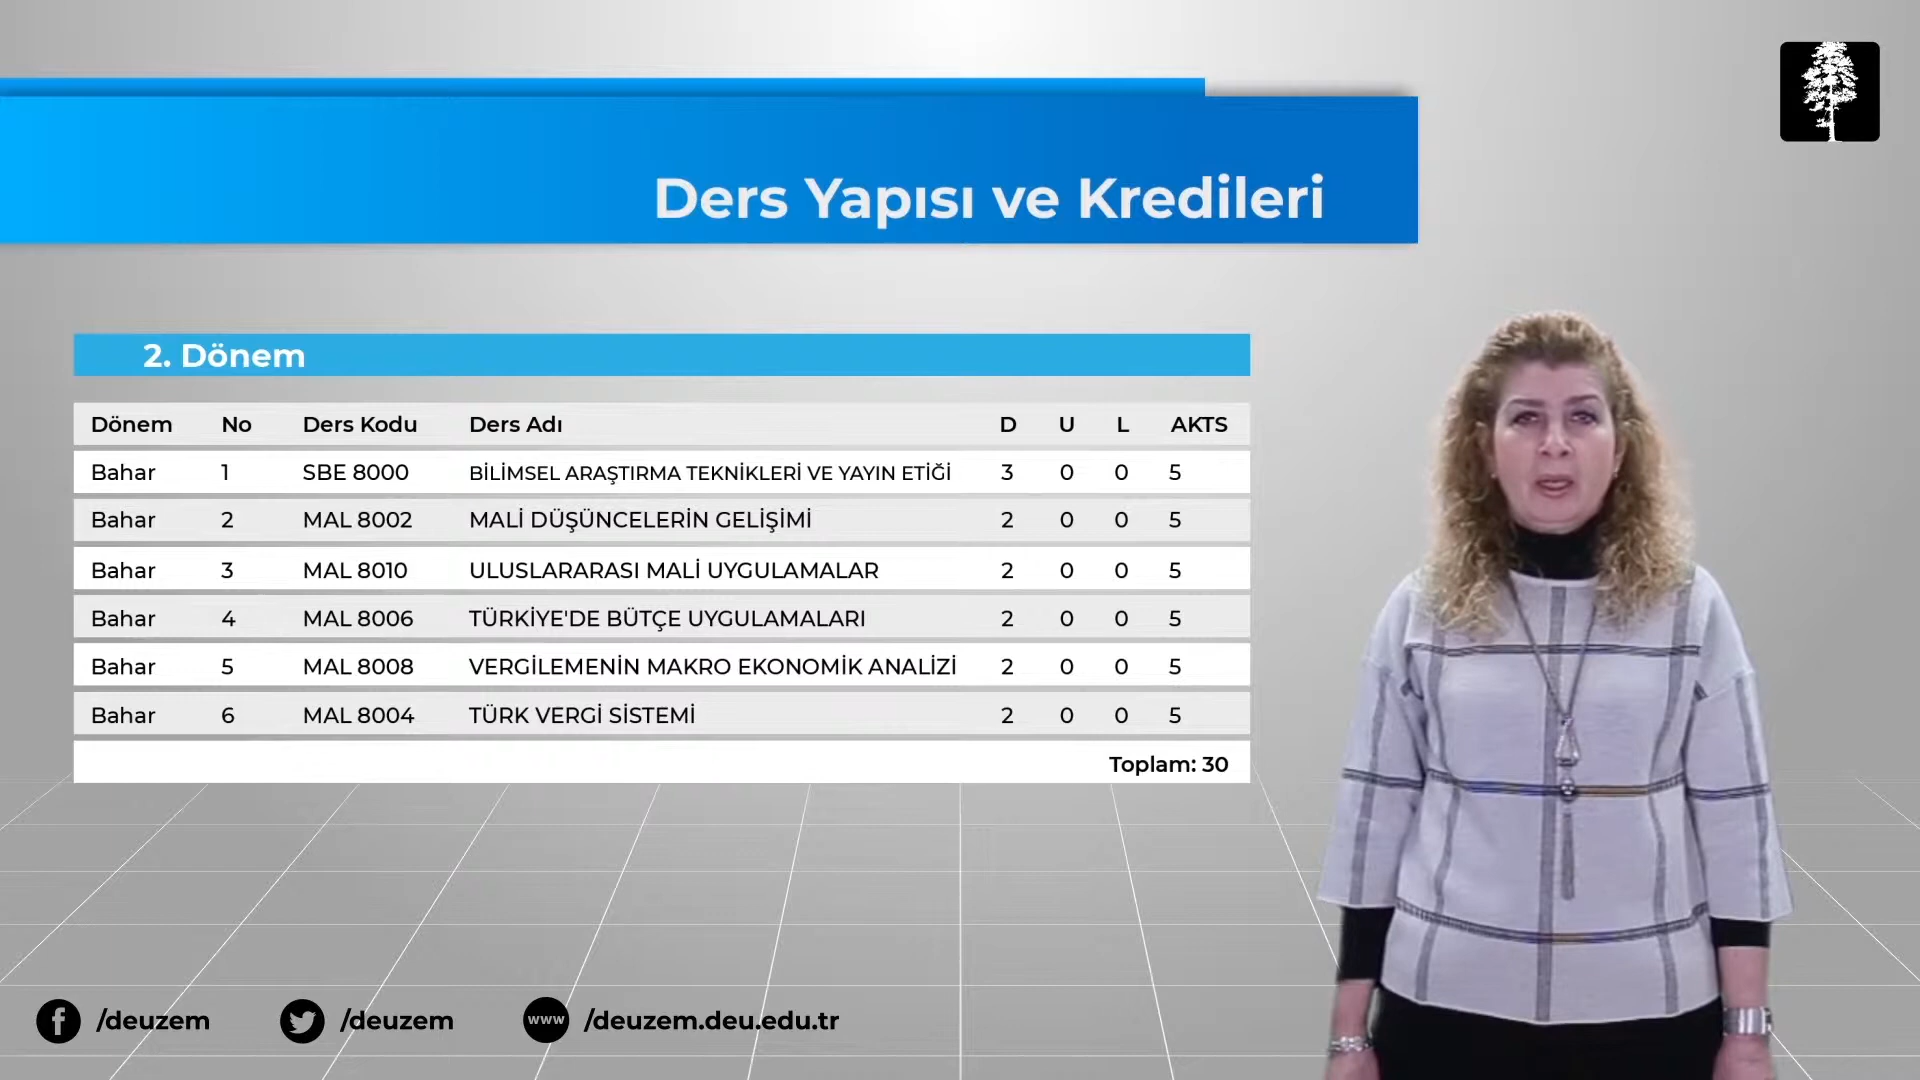 Ders Yapısı ve Kredileri
2. Dönem
Dönem No Ders Kodu Ders Adı D U L AKTS
Bahar 1 SBE 8000 BİLİMSEL ARAŞTIRMA TEKNİKLERİ VE YAYIN ETİĞİ 3 0 0 5
Bahar 2 MAL 8002 MALİ DÜŞÜNCELERİN GELİŞİMİ 2 0 0 5
Bahar 3 MAL 8010 ULUSLARARASI MALİ UYGULAMALAR 2 0 0 5
Bahar 4 MAL 8006 TÜRKİYE'DE BÜTÇE UYGULAMALARI 2 0 0 5
Bahar 5 MAL 8008 VERGİLEMENİN MAKRO EKONOMİK ANALİZİ 2 0 0 5
Bahar 6 MAL 8004 TÜRK VERGİ SİSTEMİ 2 0 0 5
Toplam: 30
/deuzem /deuzem www /deuzem.deu.edu.tr